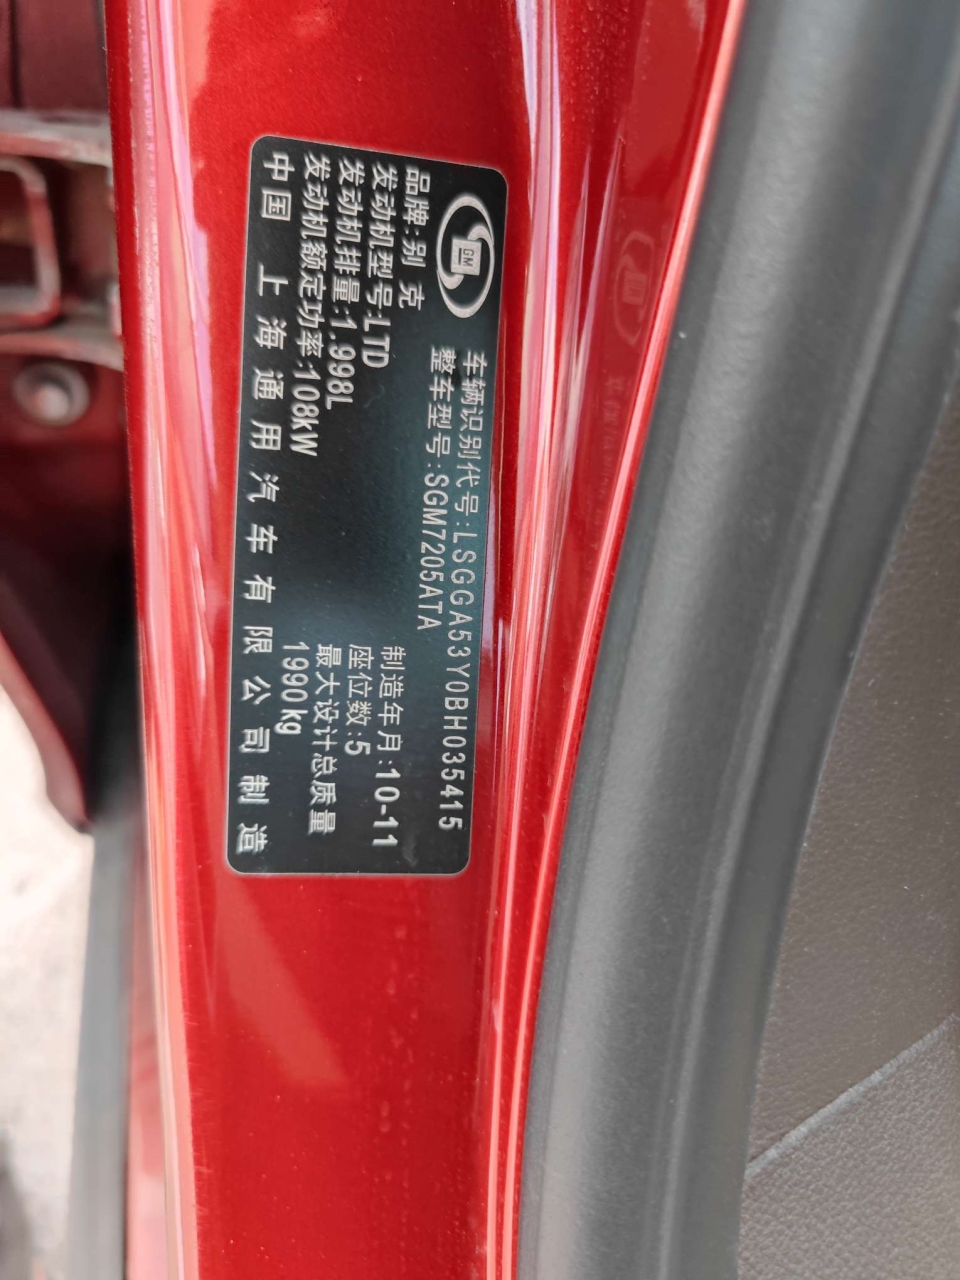 GM
车辆识别代号:LSGGA53Y0BH035415
整车型号:SGM7205ATA
品牌:别 克
发动机型号:LTD
发动机排量:1.998L
发动机额定功率:108kW
制造年月:10-11
座位数:5
最大设计总质量
1990kg
中国 上海通用汽车有限公司制造